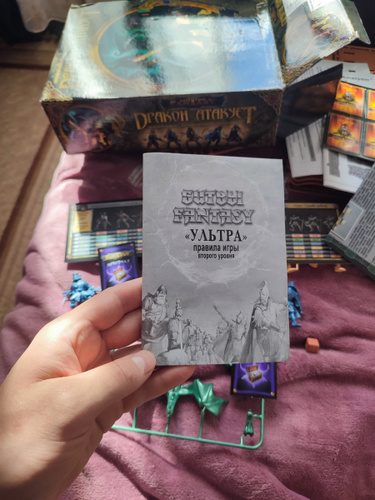 ДРАКОН АТАКУЕТ
БИТВЫ
FANTASY
«УЛЬТРА»
правила игры
второго уровня